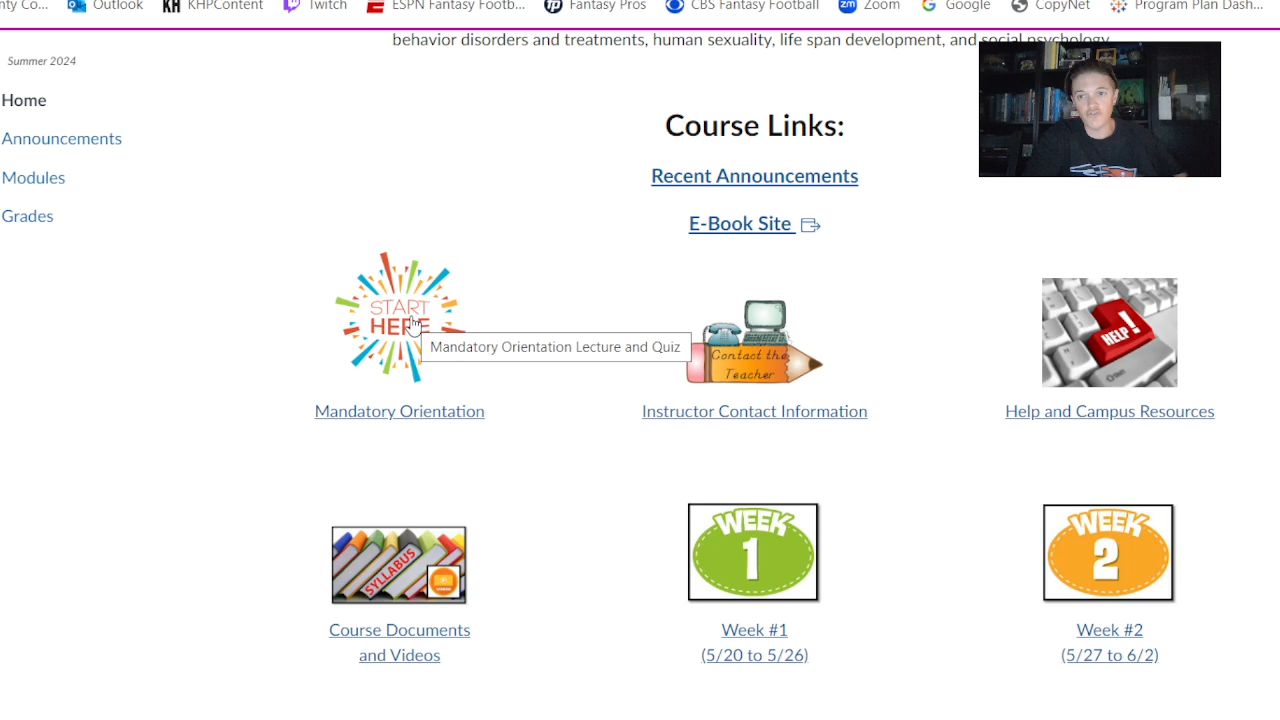 nty Co...
Outlook
KHPContent
Twitch
ESPN Fantasy Footb...
Fantasy Pros
CBS Fantasy Football
Zoom
Google
CopyNet
Program Plan Dash...
behavior disorders and treatments, human sexuality, life span development, and social psychology.
Summer 2024
Home
Announcements
Modules
Grades
Course Links:
Recent Announcements
E-Book Site
START
HERE
Mandatory Orientation Lecture and Quiz
Contact the
Teacher
HELP!
Mandatory Orientation
Instructor Contact Information
Help and Campus Resources
SYLLABUS
WEEK
1
WEEK
2
Course Documents
and Videos
Week #1
(5/20 to 5/26)
Week #2
(5/27 to 6/2)